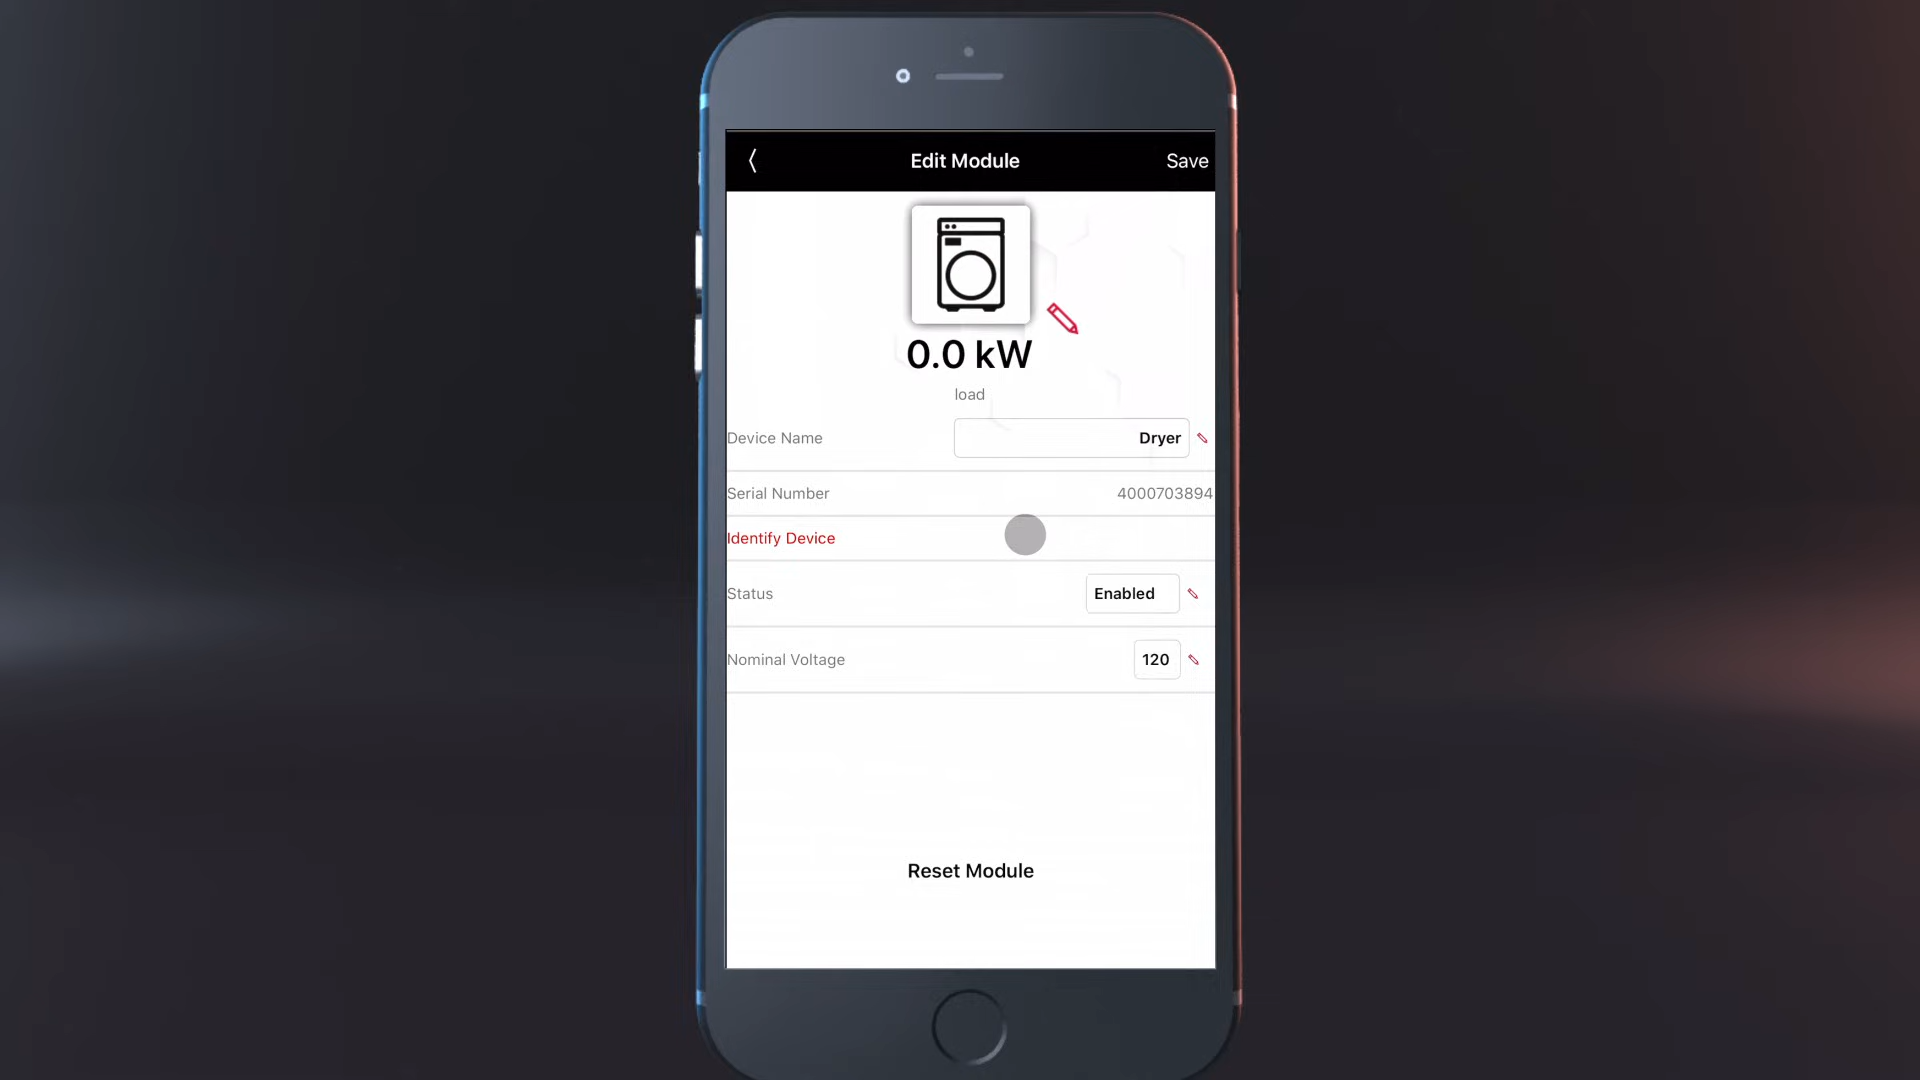 Edit Module
Save
0.0 kW
load
Device Name
Dryer
Serial Number
4000703894
Identify Device
Status
Enabled
Nominal Voltage
120
Reset Module